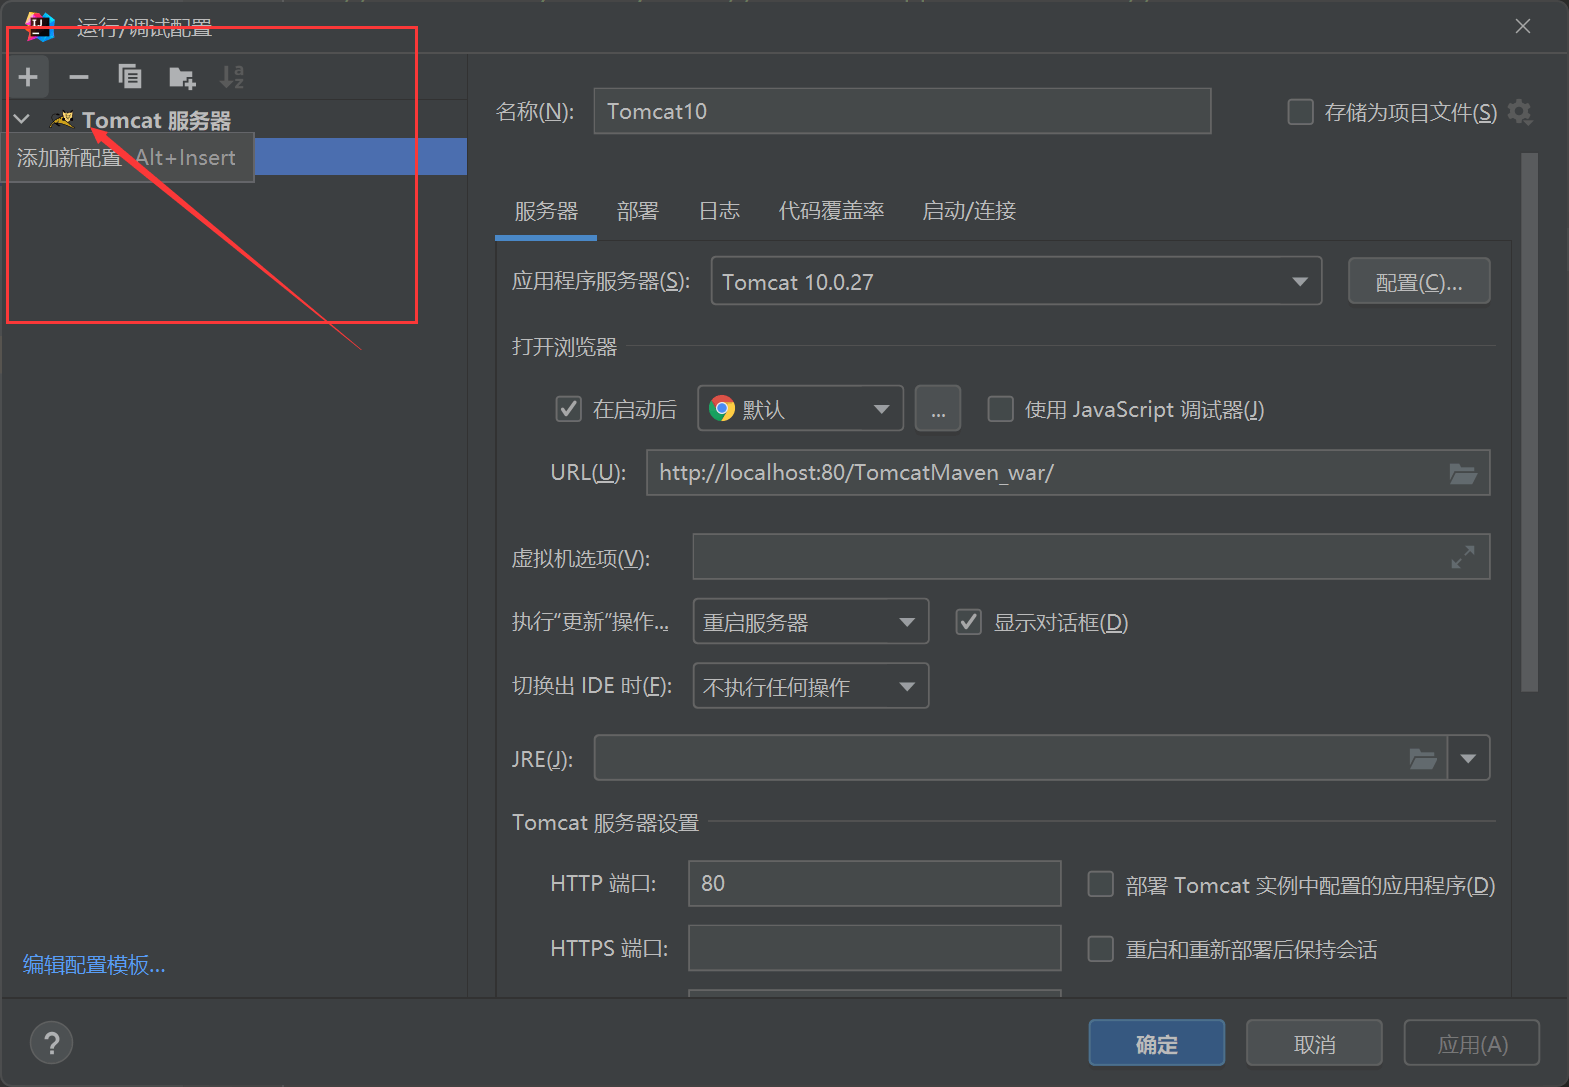 运行/调试配置
Tomcat 服务器
添加新配置 Alt+Insert
编辑配置模板...
名称(N): Tomcat10 存储为项目文件(S)
服务器 部署 日志 代码覆盖率 启动/连接
应用程序服务器(S): Tomcat 10.0.27 配置(C)...
打开浏览器
在启动后 默认 ... 使用 JavaScript 调试器(J)
URL(U): http://localhost:80/TomcatMaven_war/
虚拟机选项(V):
执行“更新”操作... 重启服务器 显示对话框(D)
切换出 IDE 时(F): 不执行任何操作
JRE(J):
Tomcat 服务器设置
HTTP 端口: 80 部署 Tomcat 实例中配置的应用程序(D)
HTTPS 端口: 重启和重新部署后保持会话
? 确定 取消 应用(A)